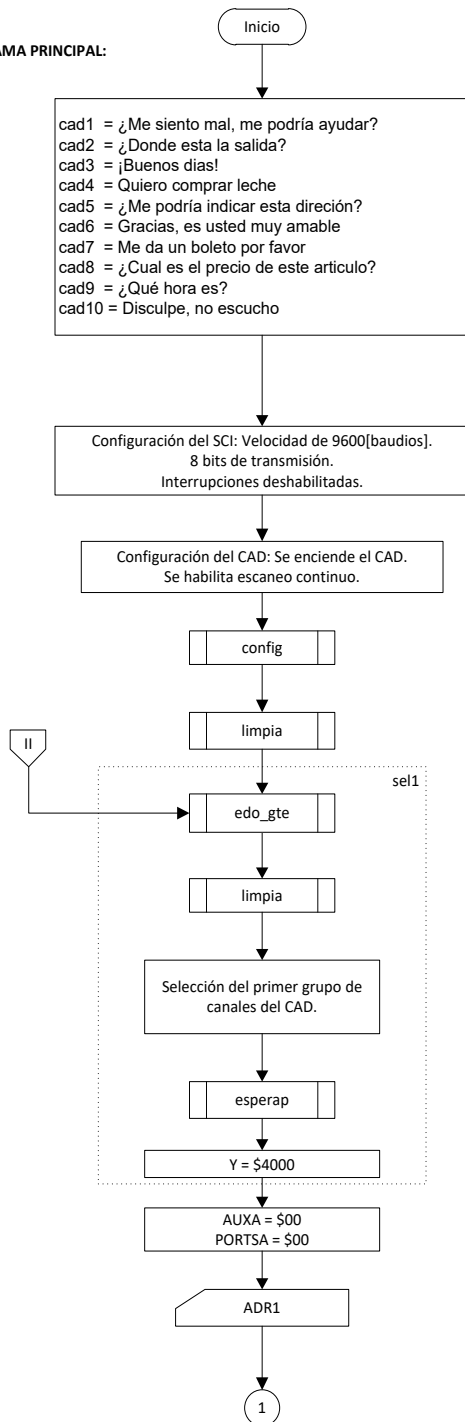 Inicio
AMA PRINCIPAL:
cad1 = ¿Me siento mal, me podría ayudar?
cad2 = ¿Donde esta la salida?
cad3 = ¡Buenos dias!
cad4 = Quiero comprar leche
cad5 = ¿Me podría indicar esta direción?
cad6 = Gracias, es usted muy amable
cad7 = Me da un boleto por favor
cad8 = ¿Cual es el precio de este articulo?
cad9 = ¿Qué hora es?
cad10 = Disculpe, no escucho
Configuración del SCI: Velocidad de 9600[baudios].
8 bits de transmisión.
Interrupciones deshabilitadas.
Configuración del CAD: Se enciende el CAD.
Se habilita escaneo continuo.
config
limpia
II
sel1
edo_gte
limpia
Selección del primer grupo de
canales del CAD.
esperap
Y = $4000
AUXA = $00
PORTSA = $00
ADR1
1